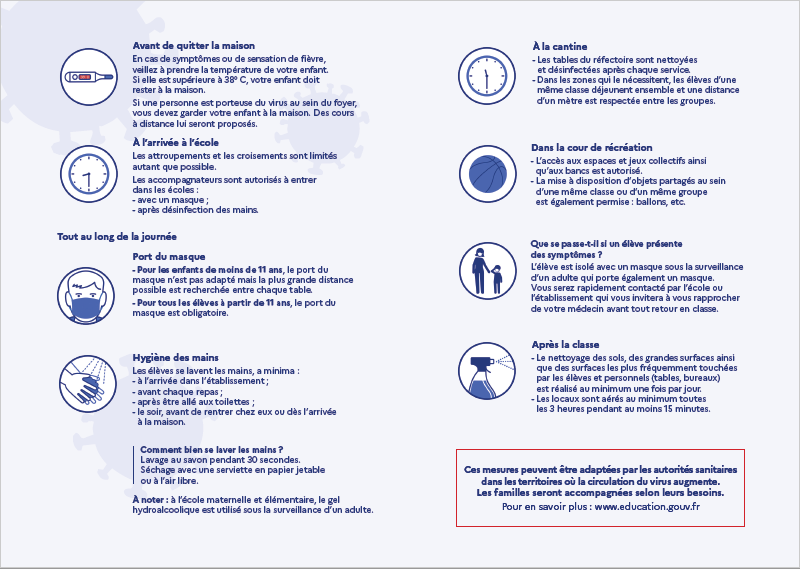 Avant de quitter la maison
En cas de symptômes ou de sensation de fièvre,
veillez à prendre la température de votre enfant.
Si elle est supérieure à 38° C, votre enfant doit
rester à la maison.
Si une personne est porteuse du virus au sein du foyer,
vous devez garder votre enfant à la maison. Des cours
à distance lui seront proposés.
À l'arrivée à l'école
Les attroupements et les croisements sont limités
autant que possible.
Les accompagnateurs sont autorisés à entrer
dans les écoles :
- avec un masque ;
- après désinfection des mains.
Tout au long de la journée
Port du masque
- Pour les enfants de moins de 11 ans, le port du
masque n'est pas adapté mais la plus grande distance
possible est recherchée entre chaque table.
- Pour tous les élèves à partir de 11 ans, le port du
masque est obligatoire.
Hygiène des mains
Les élèves se lavent les mains, a minima :
- à l'arrivée dans l'établissement ;
- avant chaque repas ;
- après être allé aux toilettes ;
- le soir, avant de rentrer chez eux ou dès l'arrivée
à la maison.
Comment bien se laver les mains ?
Lavage au savon pendant 30 secondes.
Séchage avec une serviette en papier jetable
ou à l'air libre.
À noter : à l'école maternelle et élémentaire, le gel
hydroalcoolique est utilisé sous la surveillance d'un adulte.
À la cantine
- Les tables du réfectoire sont nettoyées
et désinfectées après chaque service.
- Dans les zones qui le nécessitent, les élèves d'une
même classe déjeunent ensemble et une distance
d'un mètre est respectée entre les groupes.
Dans la cour de récréation
- L'accès aux espaces et jeux collectifs ainsi
qu'aux bancs est autorisé.
- La mise à disposition d'objets partagés au sein
d'une même classe ou d'un même groupe
est également permise : ballons, etc.
Que se passe-t-il si un élève présente
des symptômes ?
L'élève est isolé avec un masque sous la surveillance
d'un adulte qui porte également un masque.
Vous serez rapidement contacté par l'école ou
l'établissement qui vous invitera à vous rapprocher
de votre médecin avant tout retour en classe.
Après la classe
- Le nettoyage des sols, des grandes surfaces ainsi
que des surfaces les plus fréquemment touchées
par les élèves et personnels (tables, bureaux)
est réalisé au minimum une fois par jour.
- Les locaux sont aérés au minimum toutes
les 3 heures pendant au moins 15 minutes.
Ces mesures peuvent être adaptées par les autorités sanitaires
dans les territoires où la circulation du virus augmente.
Les familles seront accompagnées selon leurs besoins.
Pour en savoir plus : www.education.gouv.fr